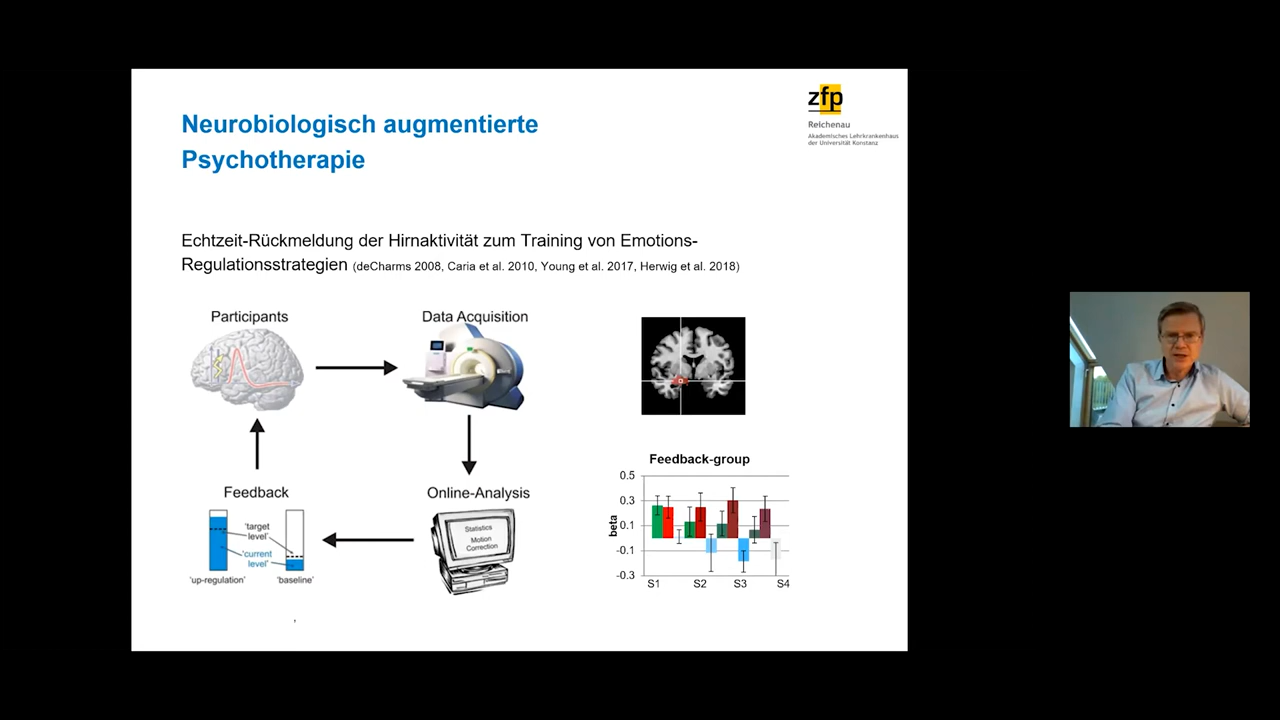 Neurobiologisch augmentierte
Psychotherapie
zfp
Reichenau
Akademisches Lehrkrankenhaus
der Universität Konstanz
Echtzeit-Rückmeldung der Hirnaktivität zum Training von Emotions-
Regulationsstrategien (deCharms 2008, Caria et al. 2010, Young et al. 2017, Herwig et al. 2018)
Participants
Data Acquisition
Feedback
Online-Analysis
'target
level'
'current
level'
'up-regulation'
'baseline'
Statistics
Motion
Correction
Feedback-group
beta
0.5
0.3
0.1
-0.1
-0.3
S1 S2 S3 S4